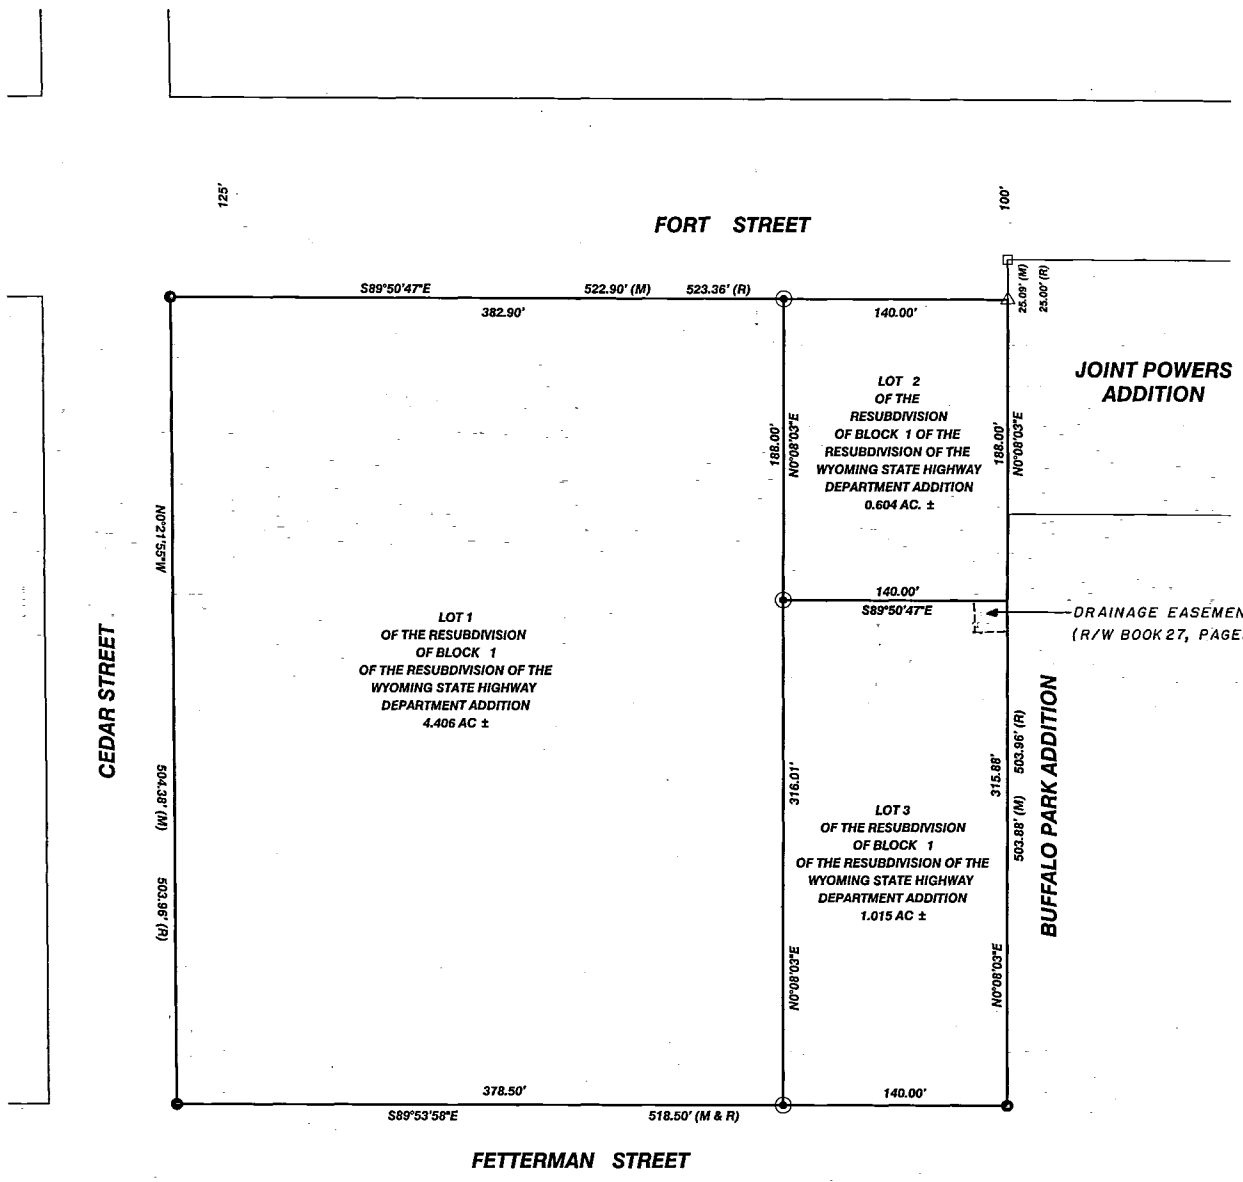 125'
100'
FORT STREET
S89°50'47"E 522.90' (M) 523.36' (R)
382.90'
140.00'
25.09' (M)
25.00' (R)
JOINT POWERS
ADDITION
LOT 2
OF THE
RESUBDIVISION
OF BLOCK 1 OF THE
RESUBDIVISION OF THE
WYOMING STATE HIGHWAY
DEPARTMENT ADDITION
0.604 AC. ±
188.00'
N0°08'03"E
188.00'
N0°08'03"E
N0°21'55"W
504.38' (M)
503.96' (R)
CEDAR STREET
LOT 1
OF THE RESUBDIVISION
OF BLOCK 1
OF THE RESUBDIVISION OF THE
WYOMING STATE HIGHWAY
DEPARTMENT ADDITION
4.406 AC ±
140.00'
S89°50'47"E
DRAINAGE EASEMEN
(R/W BOOK 27, PAGE
316.01'
N0°08'03"E
LOT 3
OF THE RESUBDIVISION
OF BLOCK 1
OF THE RESUBDIVISION OF THE
WYOMING STATE HIGHWAY
DEPARTMENT ADDITION
1.015 AC ±
315.88'
N0°08'03"E
503.88' (M) 503.96' (R)
BUFFALO PARK ADDITION
378.50'
S89°53'58"E 518.50' (M & R)
140.00'
FETTERMAN STREET